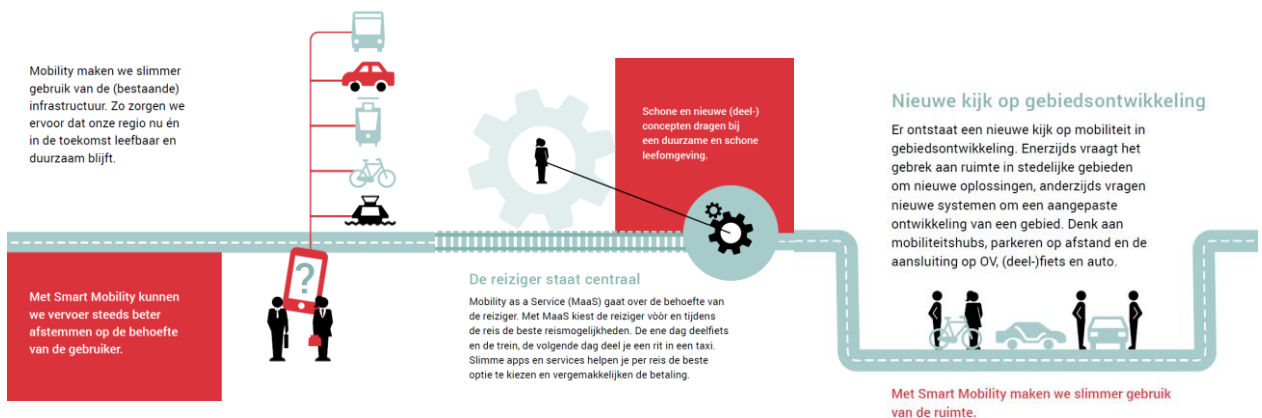 Mobility maken we slimmer
gebruik van de (bestaande)
infrastructuur. Zo zorgen we
ervoor dat onze regio nu én
in de toekomst leefbaar en
duurzaam blijft.
Met Smart Mobility kunnen
we vervoer steeds beter
afstemmen op de behoefte
van de gebruiker.
?
Schone en nieuwe (deel-)
concepten dragen bij
een duurzame en schone
leefomgeving.
De reiziger staat centraal
Mobility as a Service (MaaS) gaat over de behoefte van
de reiziger. Met MaaS kiest de reiziger vòòr en tijdens
de reis de beste reismogelijkheden. De ene dag deelfiets
en de trein, de volgende dag deel je een rit in een taxi.
Slimme apps en services helpen je per reis de beste
optie te kiezen en vergemakkelijken de betaling.
Nieuwe kijk op gebiedsontwikkeling
Er ontstaat een nieuwe kijk op mobiliteit in
gebiedsontwikkeling. Enerzijds vraagt het
gebrek aan ruimte in stedelijke gebieden
om nieuwe oplossingen, anderzijds vragen
nieuwe systemen om een aangepaste
ontwikkeling van een gebied. Denk aan
mobiliteitshubs, parkeren op afstand en de
aansluiting op OV, (deel-)fiets en auto.
Met Smart Mobility maken we slimmer gebruik
van de ruimte.